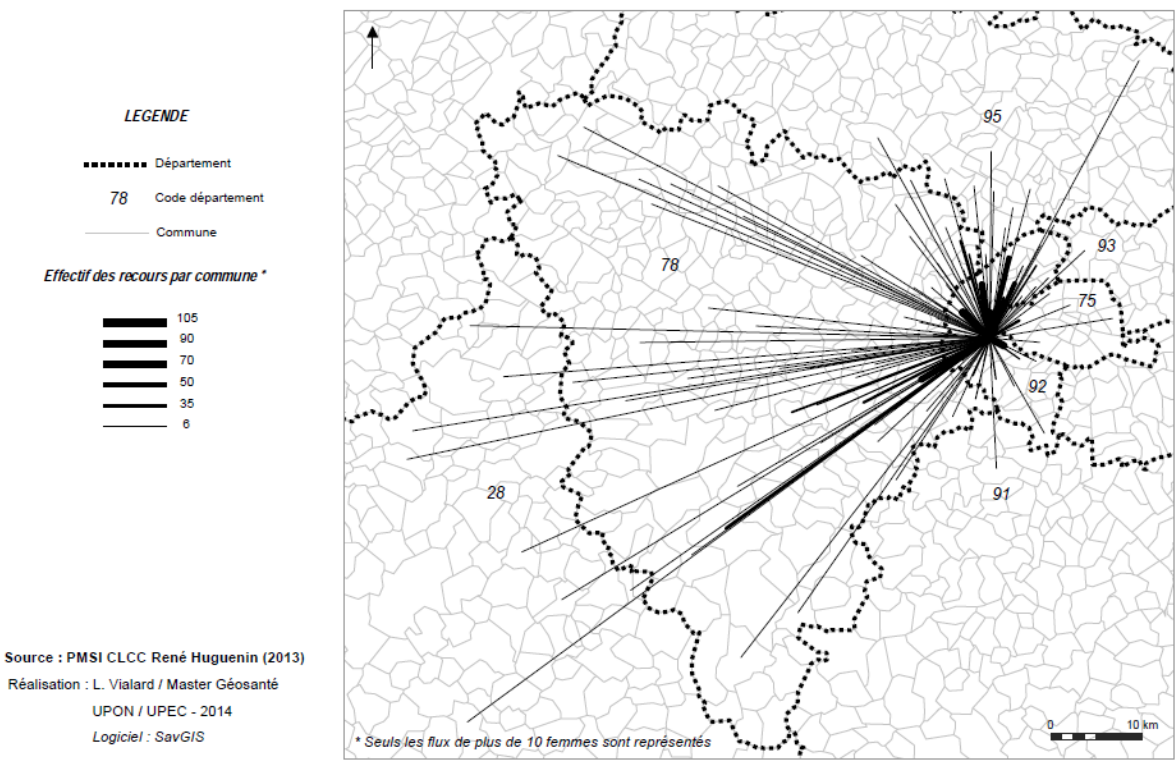 LEGENDE
Département
78 Code département
Commune
Effectif des recours par commune *
105
90
70
50
35
6
Source : PMSI CLCC René Huguenin (2013)
Réalisation : L. Vialard / Master Géosanté
UPON / UPEC - 2014
Logiciel : SavGIS
95
93
78
75
92
28
91
0 10 km
* Seuls les flux de plus de 10 femmes sont représentés